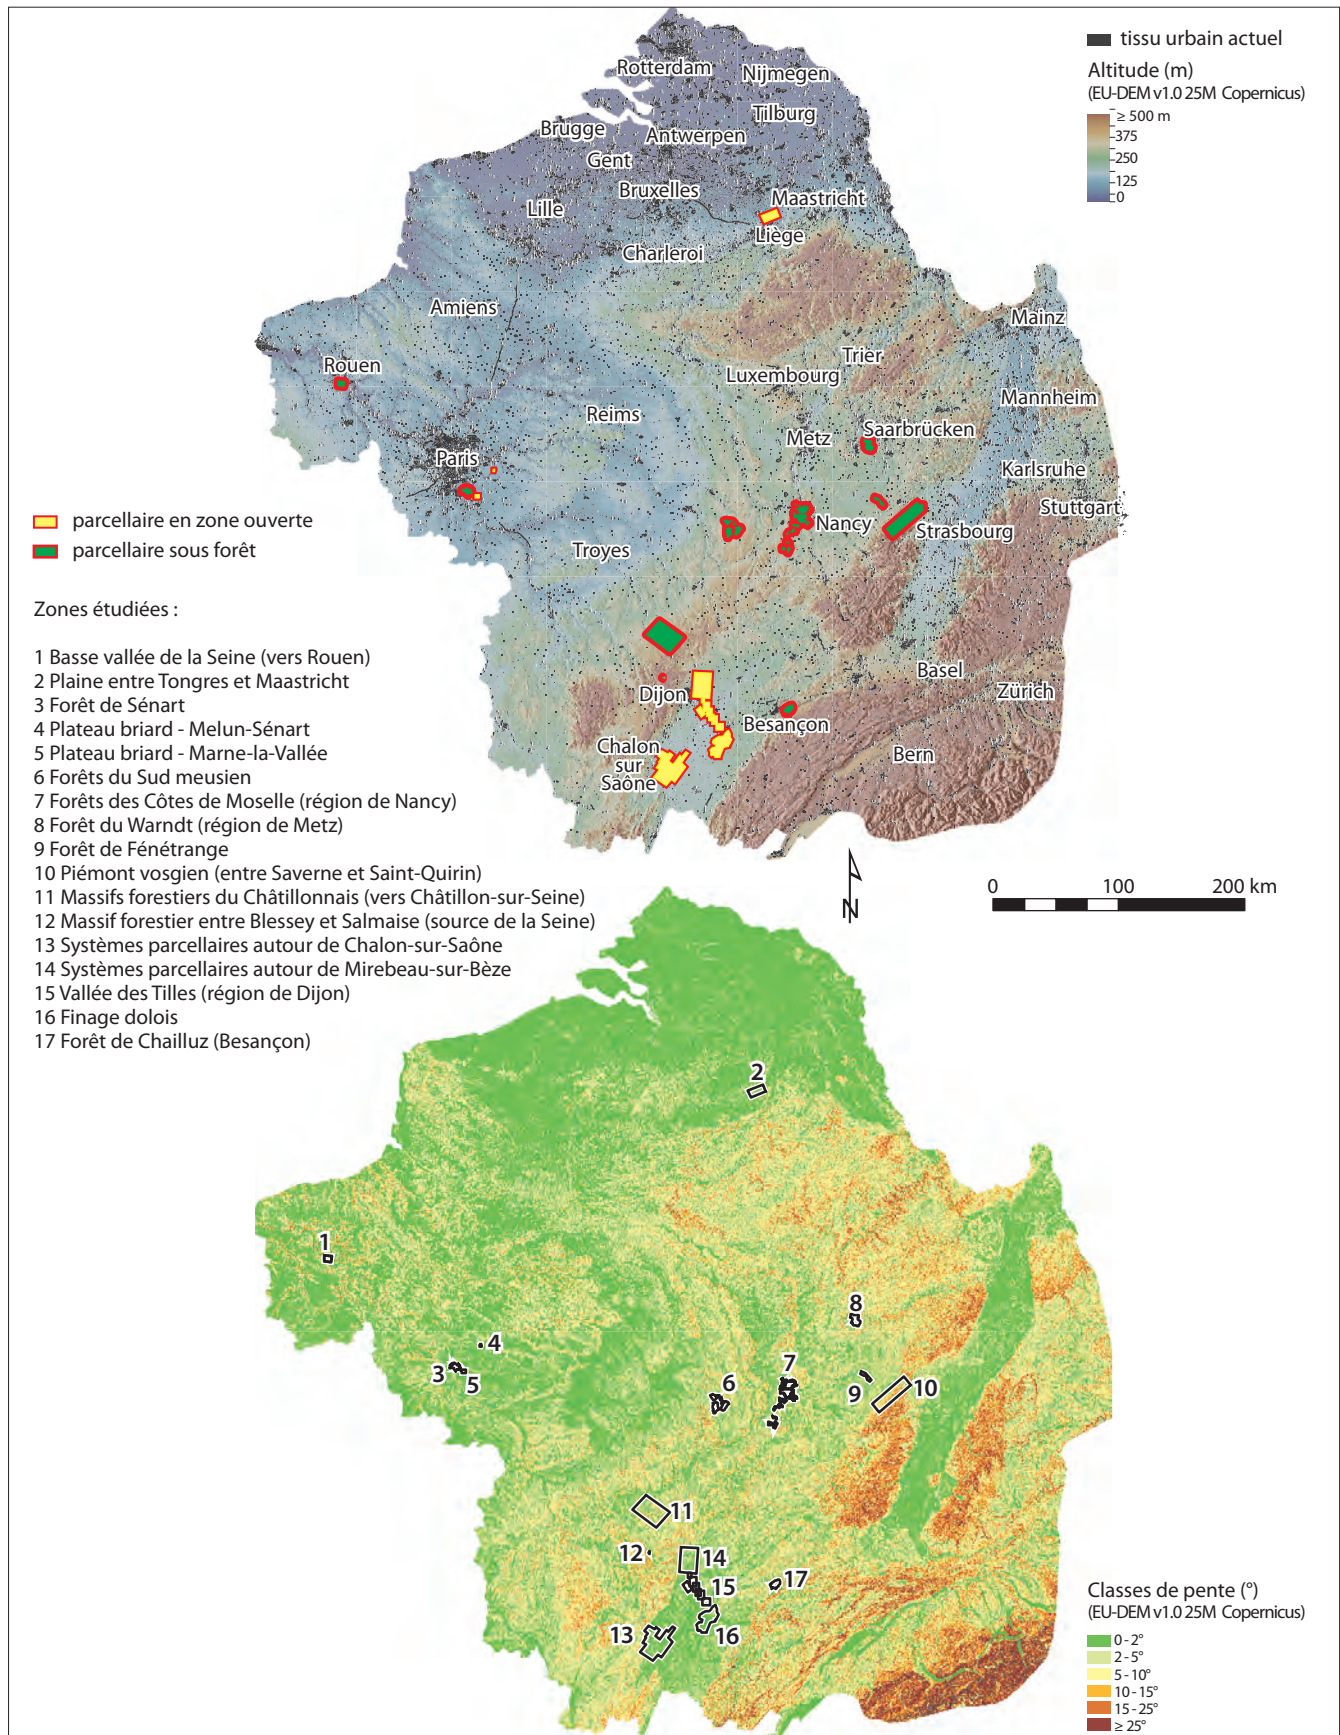 tissu urbain actuel
Altitude (m)
(EU-DEM v1.0 25M Copernicus)
≥ 500 m
375
250
125
0
Rotterdam
Nijmegen
Tilburg
Brugge
Antwerpen
Gent
Bruxelles
Maastricht
Lille
Liège
Charleroi
Amiens
Mainz
Trier
Rouen
Luxembourg
Mannheim
Reims
Metz
Saarbrücken
Paris
Karlsruhe
Stuttgart
Nancy
Strasbourg
Troyes
Basel
Zürich
Dijon
Besançon
Chalon
sur
Saône
Bern
parcellaire en zone ouverte
parcellaire sous forêt
Zones étudiées :
1 Basse vallée de la Seine (vers Rouen)
2 Plaine entre Tongres et Maastricht
3 Forêt de Sénart
4 Plateau briard - Melun-Sénart
5 Plateau briard - Marne-la-Vallée
6 Forêts du Sud meusien
7 Forêts des Côtes de Moselle (région de Nancy)
8 Forêt du Warndt (région de Metz)
9 Forêt de Fénétrange
10 Piémont vosgien (entre Saverne et Saint-Quirin)
11 Massifs forestiers du Châtillonnais (vers Châtillon-sur-Seine)
12 Massif forestier entre Blessey et Salmaise (source de la Seine)
13 Systèmes parcellaires autour de Chalon-sur-Saône
14 Systèmes parcellaires autour de Mirebeau-sur-Bèze
15 Vallée des Tilles (région de Dijon)
16 Finage dolois
17 Forêt de Chailluz (Besançon)
N
0 100 200 km
2
1
8
4
3
5
7
6
9
10
11
12
14
15
17
13
16
Classes de pente (°)
(EU-DEM v1.0 25M Copernicus)
0 - 2°
2 - 5°
5 - 10°
10 - 15°
15 - 25°
≥ 25°